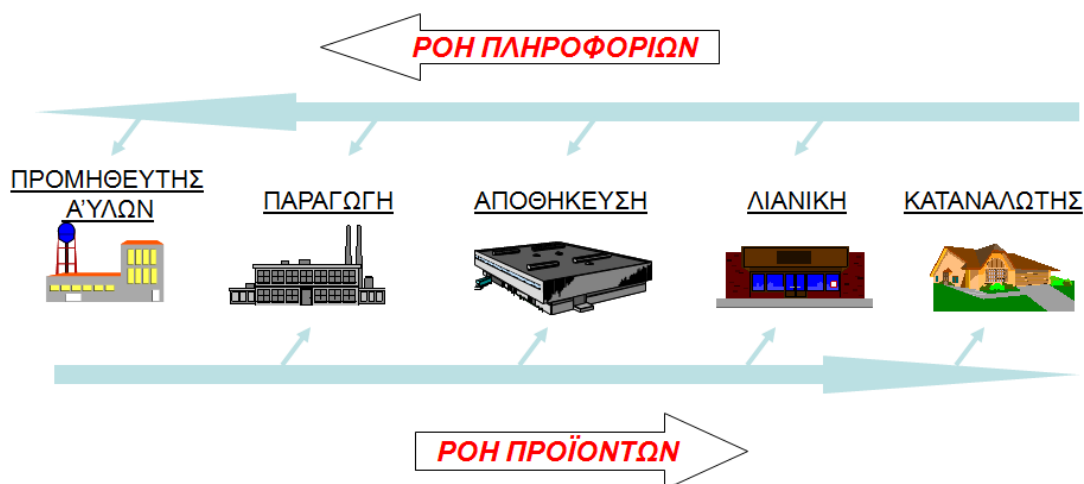 ΡΟΗ ΠΛΗΡΟΦΟΡΙΩΝ
ΠΡΟΜΗΘΕΥΤΗΣ
Α'ΥΛΩΝ
ΠΑΡΑΓΩΓΗ
ΑΠΟΘΗΚΕΥΣΗ
ΛΙΑΝΙΚΗ
ΚΑΤΑΝΑΛΩΤΗΣ
ΡΟΗ ΠΡΟΪΟΝΤΩΝ